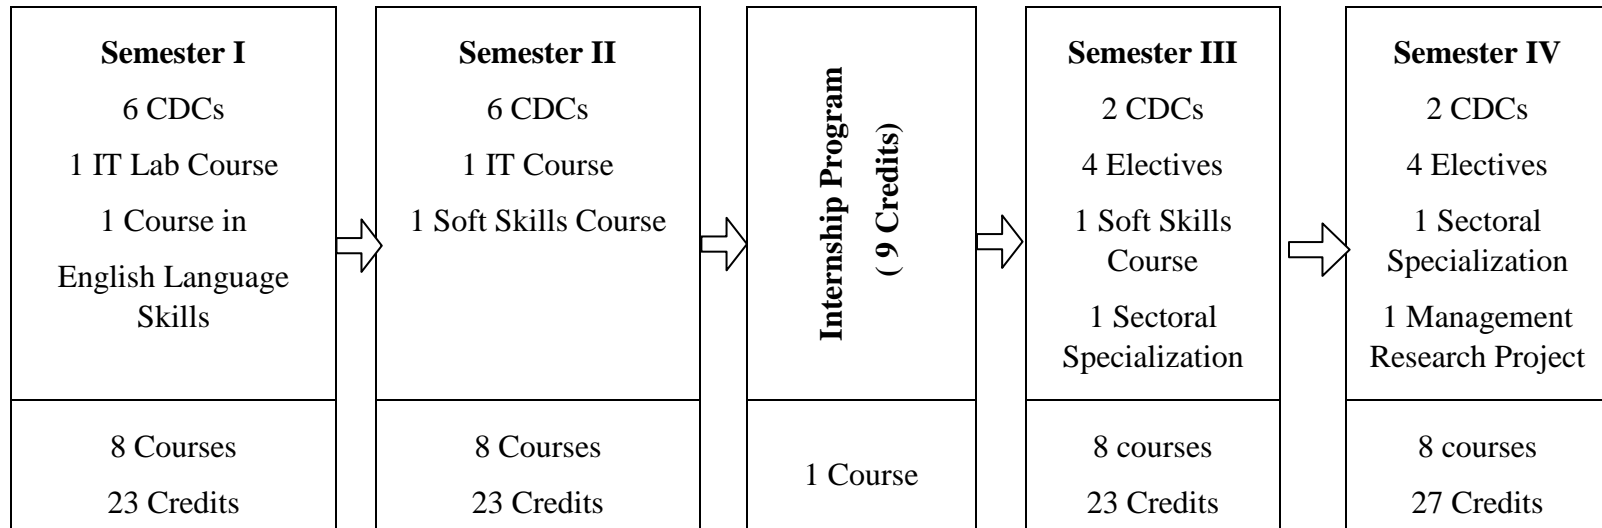 Semester I
6 CDCs
1 IT Lab Course
1 Course in
English Language
Skills
8 Courses
23 Credits
Semester II
6 CDCs
1 IT Course
1 Soft Skills Course
8 Courses
23 Credits
Internship Program
( 9 Credits)
1 Course
Semester III
2 CDCs
4 Electives
1 Soft Skills
Course
1 Sectoral
Specialization
8 courses
23 Credits
Semester IV
2 CDCs
4 Electives
1 Sectoral
Specialization
1 Management
Research Project
8 courses
27 Credits